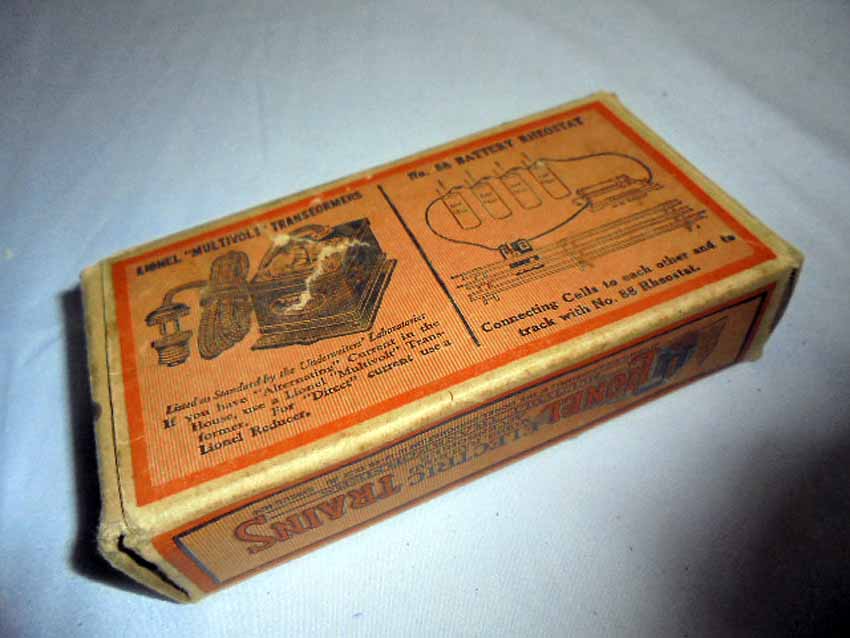 LIONEL "MULTIVOLT" TRANSFORMERS
Listed as Standard by the Underwriters' Laboratories
If you have "Alternating" Current in the
House, use a Lionel "Multivolt" Trans-
former. For "Direct" current use a
Lionel Reducer.
No. 88 BATTERY RHEOSTAT
Connecting Cells to each other and to
track with No. 88 Rheostat.
LIONEL ELECTRIC TRAINS